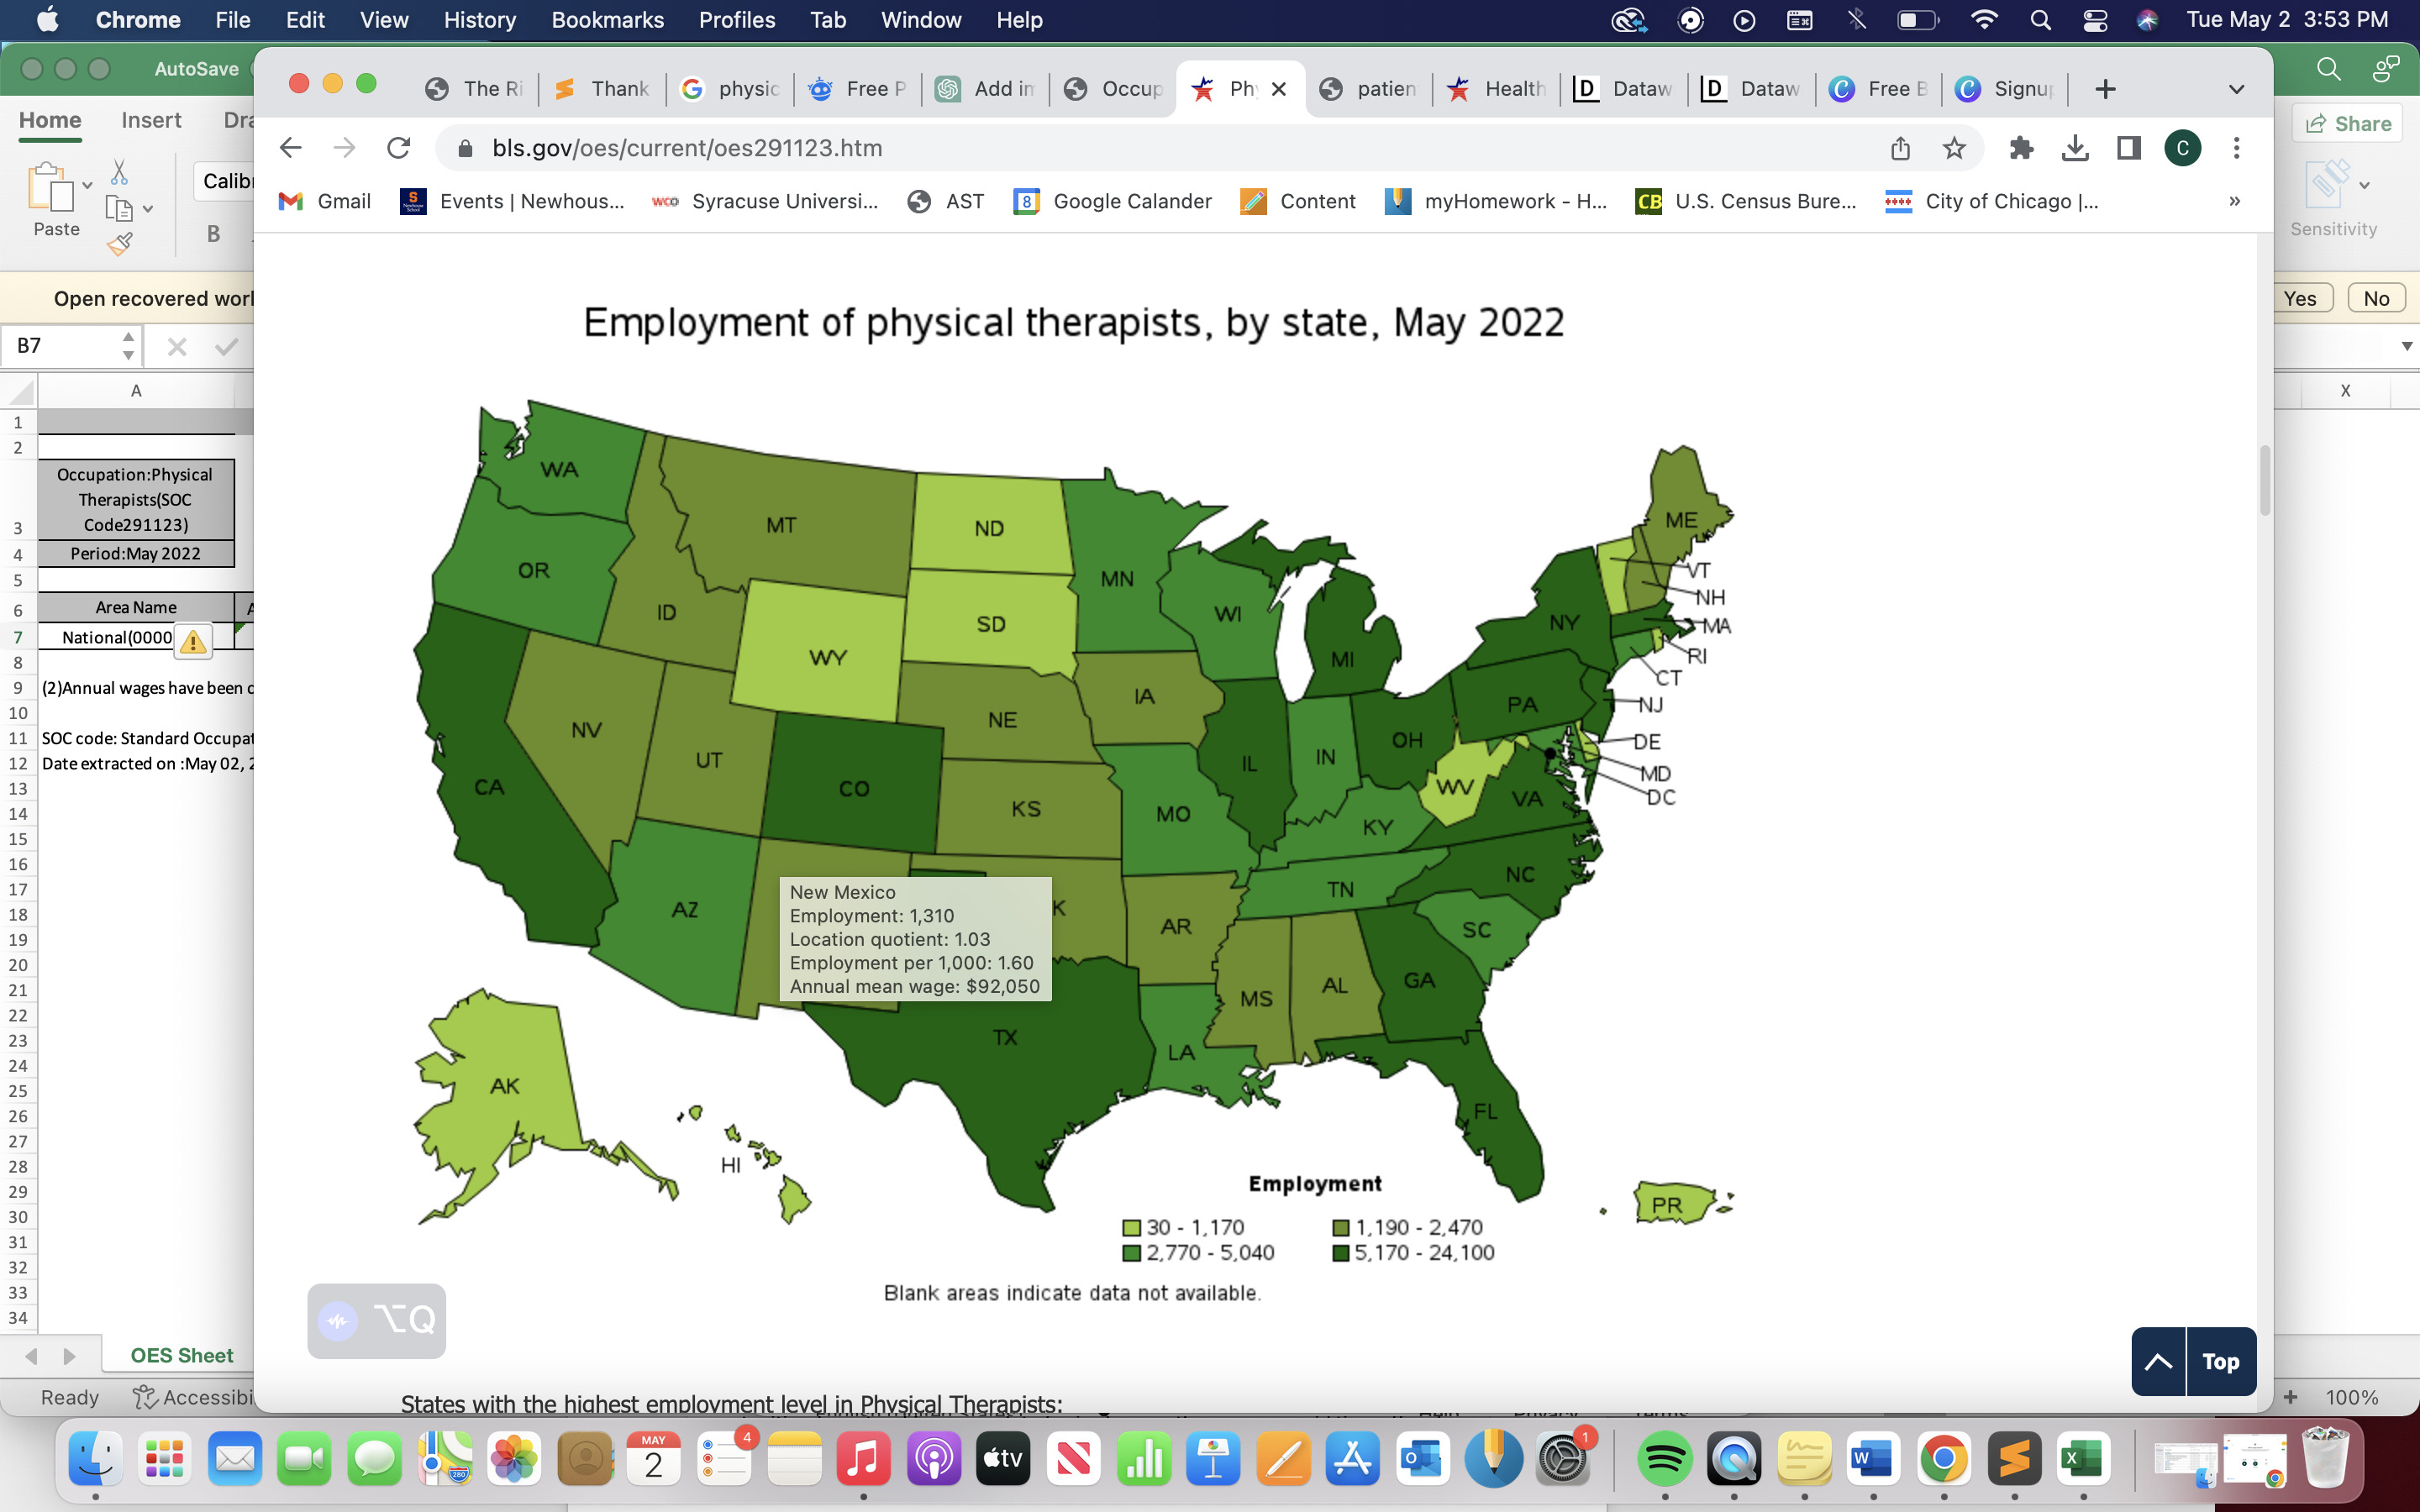 Chrome File Edit View History Bookmarks Profiles Tab Window Help Tue May 2 3:53 PM
AutoSave
The Ri Thank physic Free P Add in Occup Ph patien Health Dataw Dataw Free B Signu
Home Insert Dra
Share
bls.gov/oes/current/oes291123.htm
C
Calib
Paste
B
Sensitivity
Gmail Events | Newhous... Syracuse Universi... AST Google Calander Content myHomework - H... U.S. Census Bure... City of Chicago |... »
Open recovered worl
Yes No
B7
A
X
Employment of physical therapists, by state, May 2022
1
2
3 Occupation:Physical
Therapists(SOC
Code291123)
4 Period:May 2022
5
6 Area Name
7 National(0000
8
9 (2)Annual wages have been c
10
11 SOC code: Standard Occupat
12 Date extracted on :May 02, 2
13
14
15
16
17
18
19
20
21
22
23
24
25
26
27
28
29
30
31
32
33
34
WA
MT
ND
MN
ME
OR
ID
SD
WI
VT
NH
NY
MA
WY
MI
RI
CT
NV
NE
IA
PA
NJ
UT
OH
DE
CA
CO
KS
IL
IN
WV
MD
VA
DC
MO
KY
AZ
TN
NC
K
AR
SC
New Mexico
Employment: 1,310
Location quotient: 1.03
Employment per 1,000: 1.60
Annual mean wage: $92,050
MS
AL
GA
TX
LA
AK
FL
HI
PR
Employment
30 - 1,170 1,190 - 2,470
2,770 - 5,040 5,170 - 24,100
Blank areas indicate data not available.
⌥Q
Top
States with the highest employment level in Physical Therapists:
OES Sheet
Ready Accessibi
+ 100%
4
MAY
2
tv
1
W
X